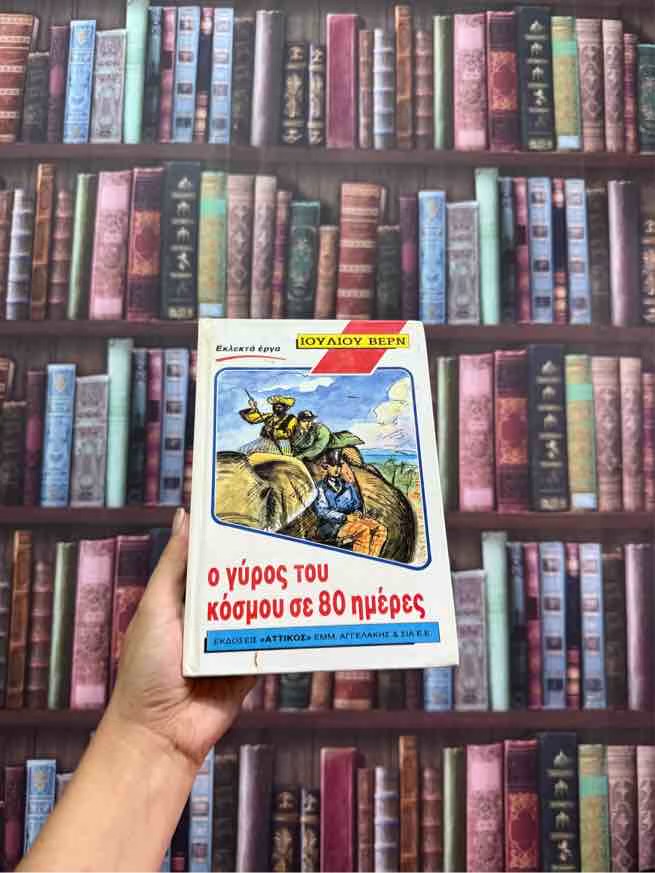 Εκλεκτά έργα
ΙΟΥΛΙΟΥ ΒΕΡΝ
ο γύρος του
κόσμου σε 80 ημέρες
ΕΚΔΟΣΕΙΣ «ΑΤΤΙΚΟΣ» ΕΜΜ. ΑΓΓΕΛΑΚΗΣ & ΣΙΑ Ε.Ε.